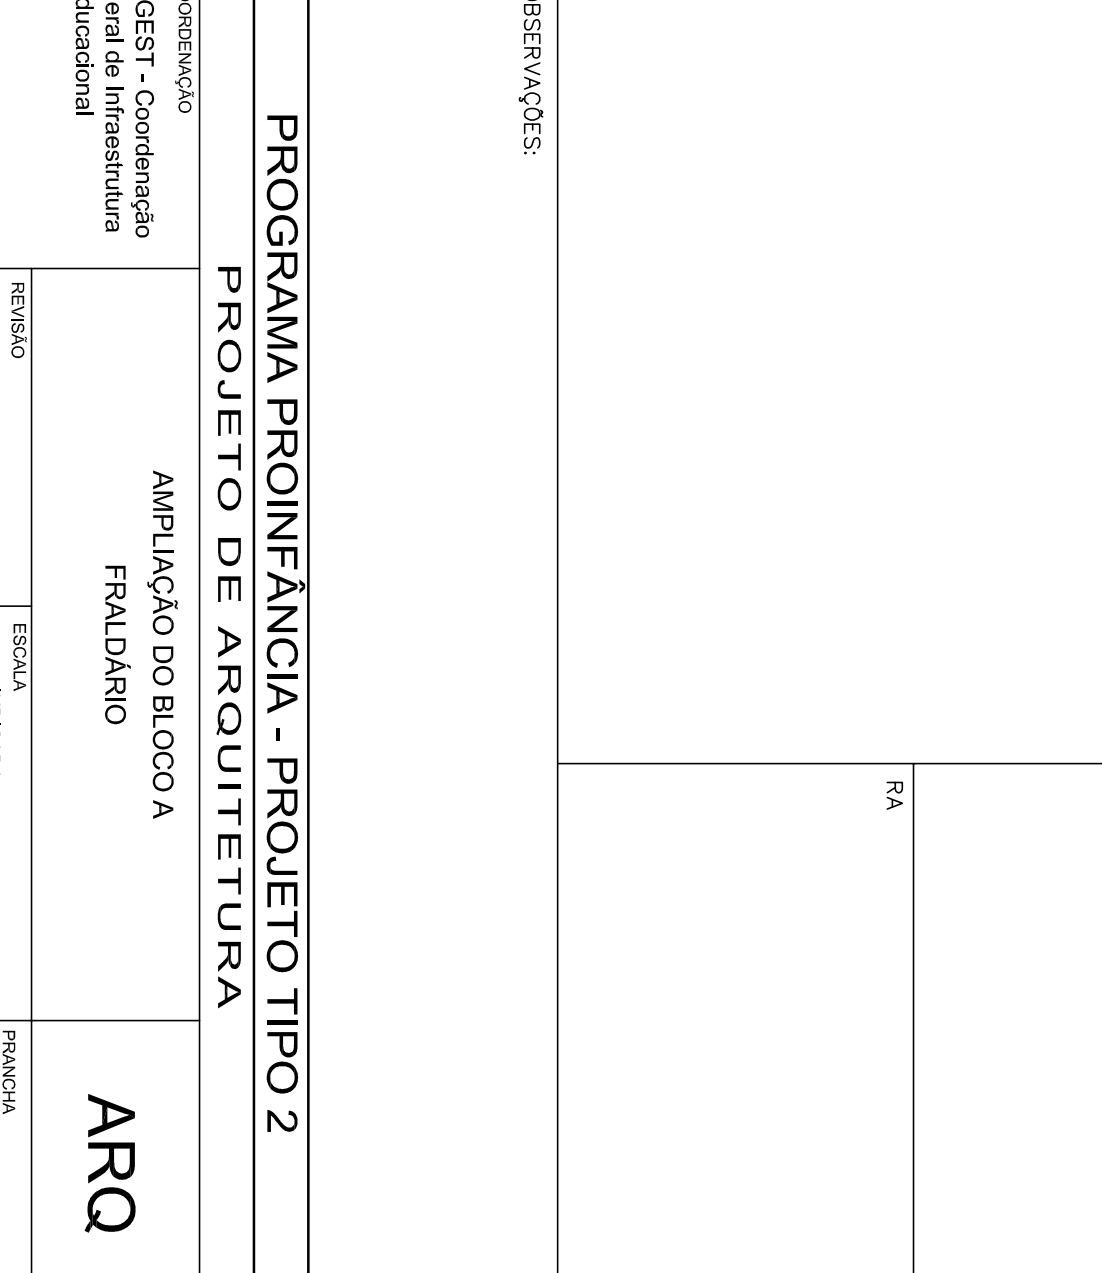 RA
OBSERVAÇÕES:
PROGRAMA PROINFÂNCIA - PROJETO TIPO 2
PROJETO DE ARQUITETURA
OORDENAÇÃO
GEST - Coordenação
eral de Infraestrutura
ducacional
AMPLIAÇÃO DO BLOCO A
FRALDÁRIO
ARQ
REVISÃO
ESCALA
PRANCHA